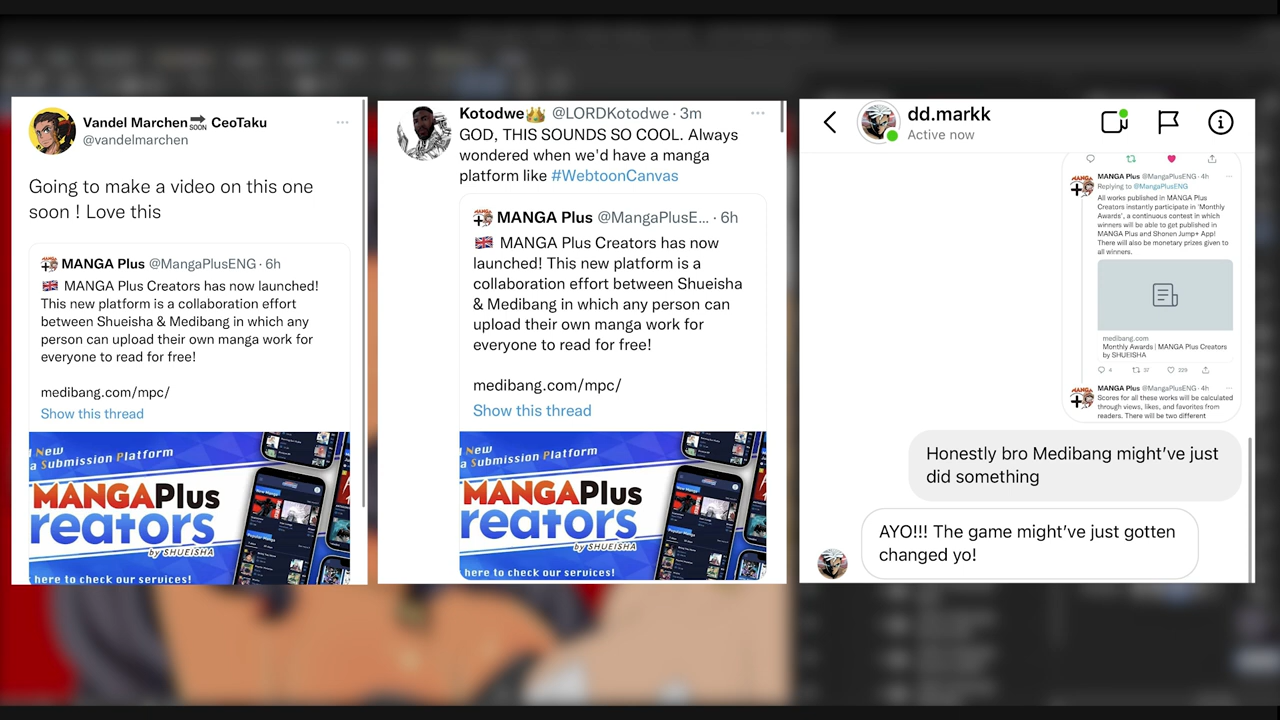 Vandel Marchen SOON CeoTaku
@vandelmarchen
Going to make a video on this one
soon ! Love this
MANGA Plus @MangaPlusENG · 6h
MANGA Plus Creators has now launched!
This new platform is a collaboration effort
between Shueisha & Medibang in which any
person can upload their own manga work for
everyone to read for free!
medibang.com/mpc/
Show this thread
New
a Submission Platform
MANGAPlus
reators
by SHUEISHA
here to check our services!
Kotodwe @LORDKotodwe · 3m
GOD, THIS SOUNDS SO COOL. Always
wondered when we'd have a manga
platform like #WebtoonCanvas
MANGA Plus @MangaPlusE... · 6h
MANGA Plus Creators has now
launched! This new platform is a
collaboration effort between Shueisha
& Medibang in which any person can
upload their own manga work for
everyone to read for free!
medibang.com/mpc/
Show this thread
New
a Submission Platform
MANGAPlus
reators
by SHUEISHA
here to check our services!
dd.markk
Active now
MANGA Plus @MangaPlusENG · 4h
Replying to @MangaPlusENG
All works published in MANGA Plus
Creators instantly participate in 'Monthly
Awards', a continuous contest in which
winners will be able to get published in
MANGA Plus and Shonen Jump+ App!
There will also be monetary prizes given to
all winners.
medibang.com
Monthly Awards | MANGA Plus Creators
by SHUEISHA
4 37 229
MANGA Plus @MangaPlusENG · 4h
Scores for all these works will be calculated
through views, likes, and favorites from
readers. There will be two different
Honestly bro Medibang might've just
did something
AYO!!! The game might've just gotten
changed yo!